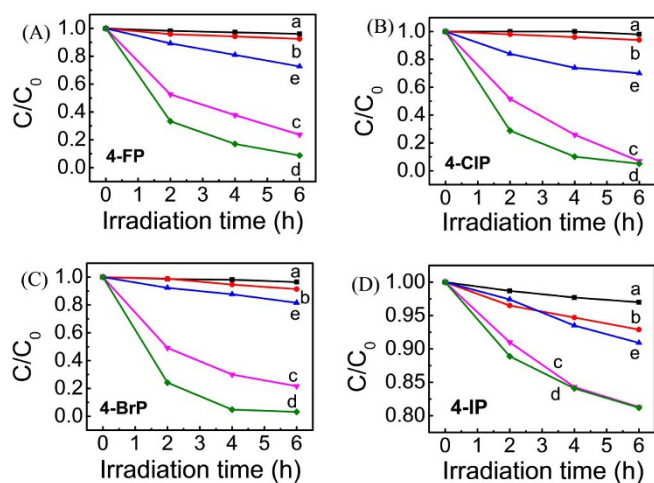 (A)
C/C0
1.0
0.8
0.6
0.4
0.2
0.0
a
b
e
c
d
4-FP
0 1 2 3 4 5 6
Irradiation time (h)
(B)
C/C0
1.0
0.8
0.6
0.4
0.2
0.0
a
b
e
c
d
4-ClP
0 1 2 3 4 5 6
Irradiation time (h)
(C)
C/C0
1.0
0.8
0.6
0.4
0.2
0.0
a
b
e
c
d
4-BrP
0 1 2 3 4 5 6
Irradiation time (h)
(D)
C/C0
1.00
0.95
0.90
0.85
0.80
a
b
e
c
d
4-IP
0 1 2 3 4 5 6
Irradiation time (h)